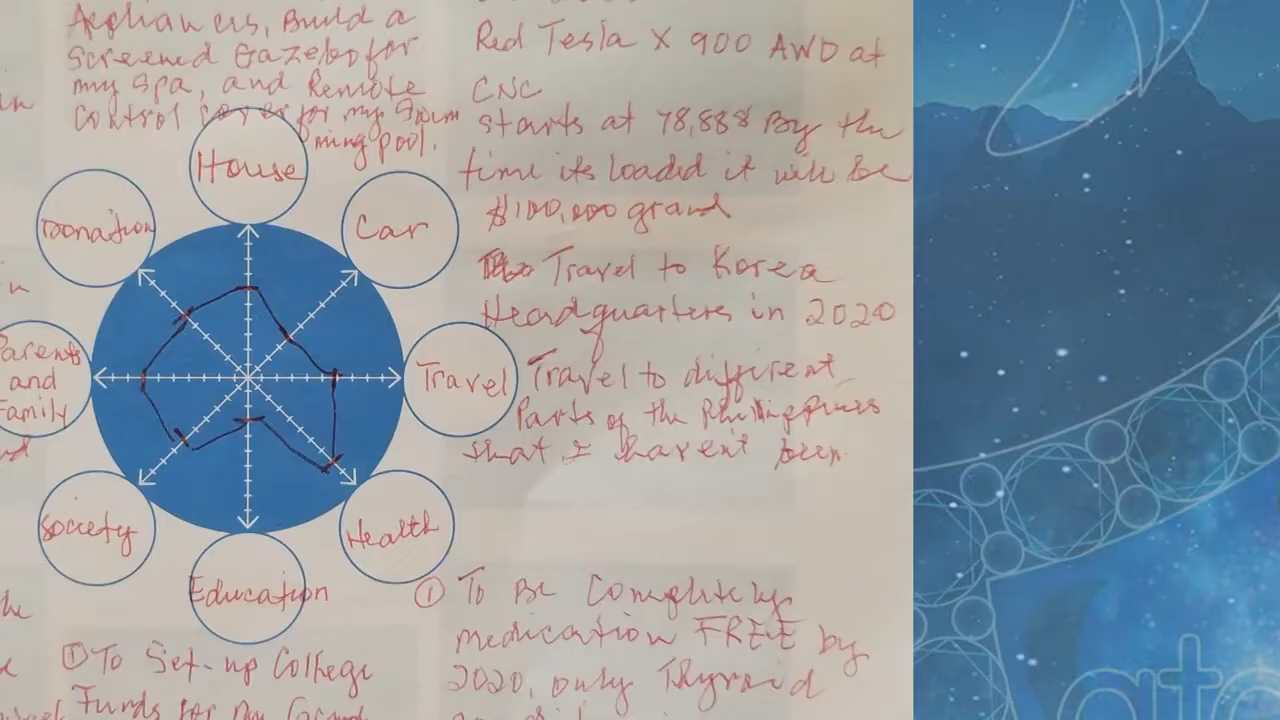 Appliances, Build a
Screened Gazebo for
my Spa, and Remote
Control cover for my Swim
ming pool.
Red Tesla X 900 AWD at
CNC
starts at 78,888 By the
time its loaded it will be
$100,000 grand
Travel to Korea
Headquarters in 2020
Travel to different
Parts of the Philippines
that I haven't been
House
Donation
Car
Parents
and
Family
Travel
Society
Health
Education
① To Set-up College
Funds for my Grand
① To Be Completely
medication FREE by
2020, only Thyroid